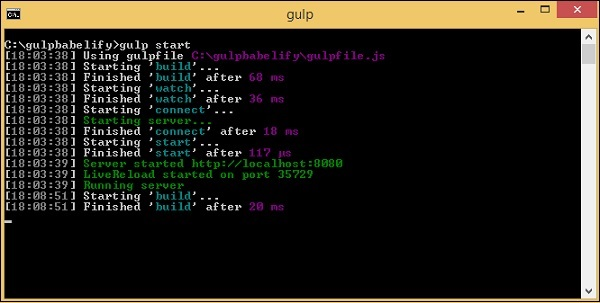 gulp
C:\gulpbabelify>gulp start
[18:03:38] Using gulpfile C:\gulpbabelify\gulpfile.js
[18:03:38] Starting 'build'...
[18:03:38] Finished 'build' after 68 ms
[18:03:38] Starting 'watch'...
[18:03:38] Finished 'watch' after 36 ms
[18:03:38] Starting 'connect'...
[18:03:38] Starting server...
[18:03:38] Finished 'connect' after 18 ms
[18:03:38] Starting 'start'...
[18:03:38] Finished 'start' after 117 μs
[18:03:39] Server started http://localhost:8080
[18:03:39] LiveReload started on port 35729
[18:03:39] Running server
[18:08:51] Starting 'build'...
[18:08:51] Finished 'build' after 20 ms